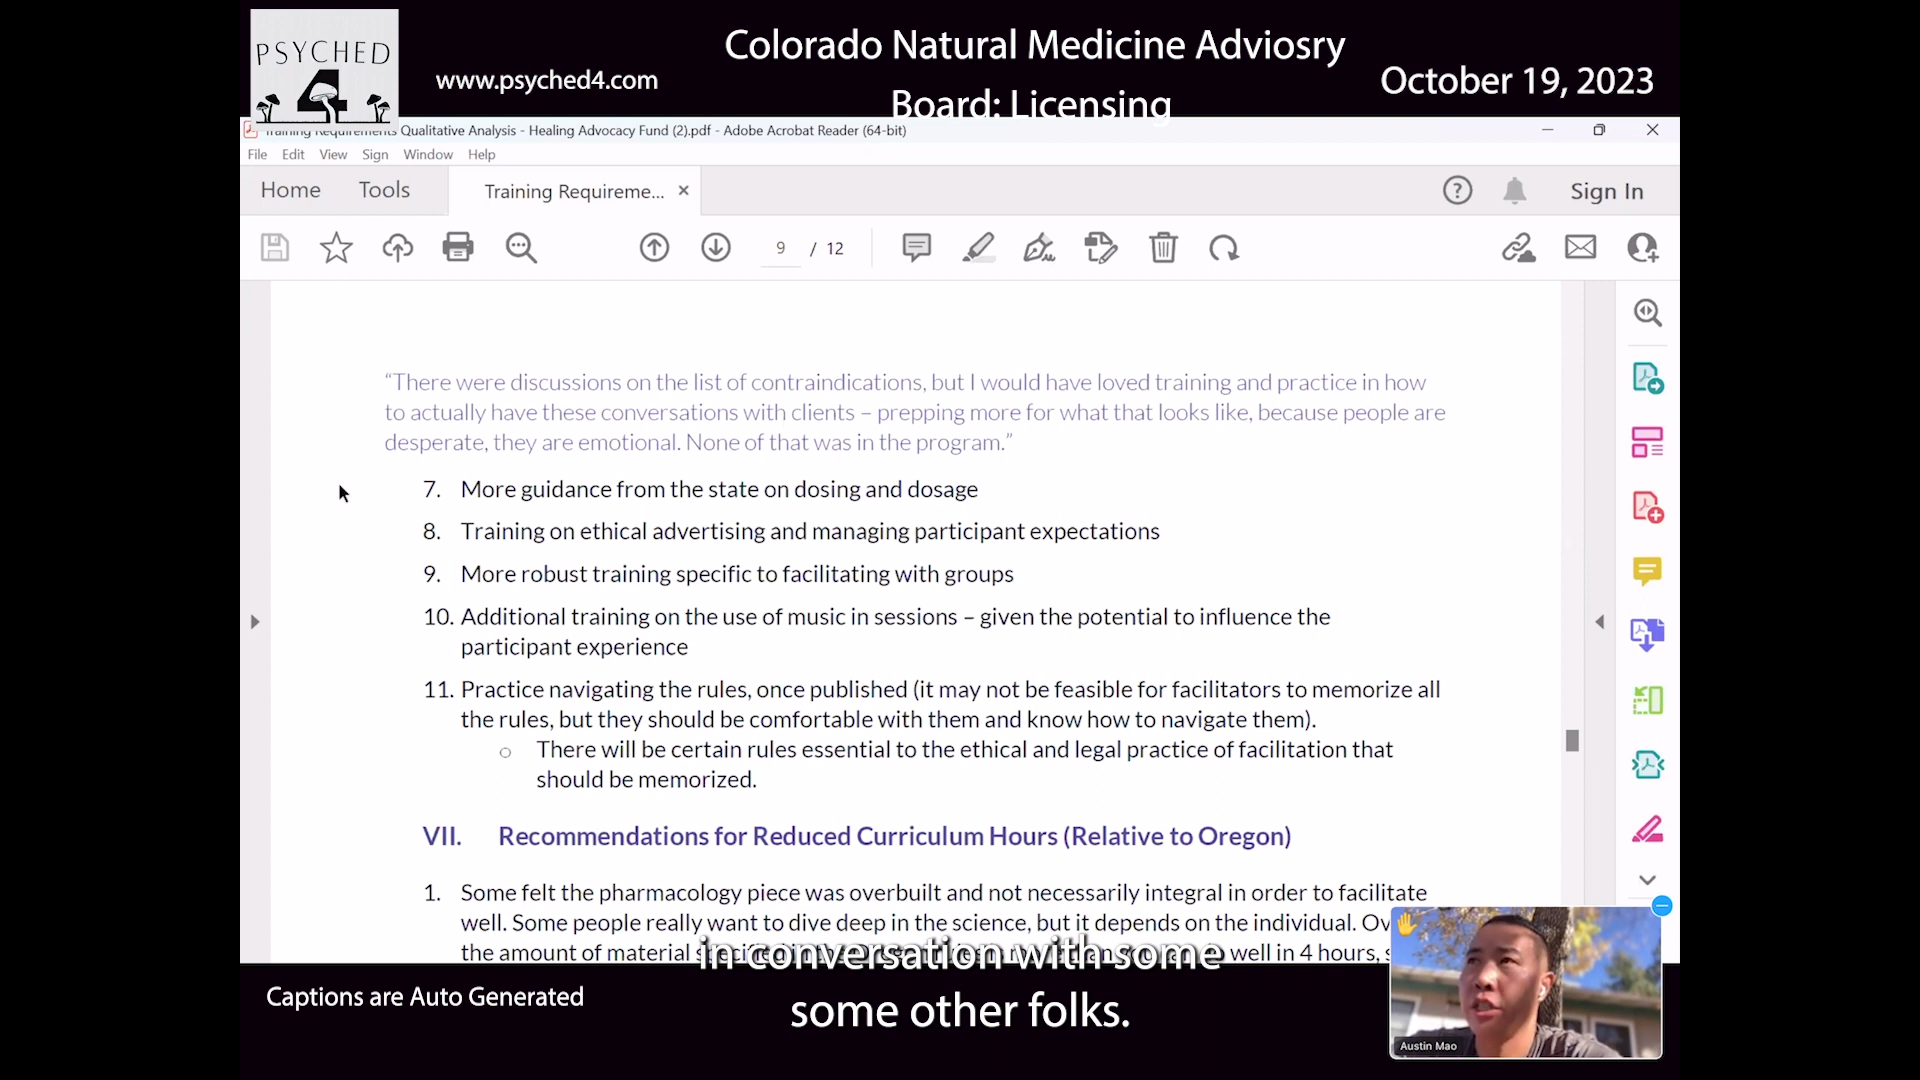 PSYCHED
4
www.psyched4.com
Colorado Natural Medicine Adviosry
Board: Licensing
October 19, 2023
Training Requirements Qualitative Analysis - Healing Advocacy Fund (2).pdf - Adobe Acrobat Reader (64-bit)
File Edit View Sign Window Help
Home Tools Training Requireme... × Sign In
9 / 12
“There were discussions on the list of contraindications, but I would have loved training and practice in how
to actually have these conversations with clients – prepping more for what that looks like, because people are
desperate, they are emotional. None of that was in the program.”
7. More guidance from the state on dosing and dosage
8. Training on ethical advertising and managing participant expectations
9. More robust training specific to facilitating with groups
10. Additional training on the use of music in sessions – given the potential to influence the
participant experience
11. Practice navigating the rules, once published (it may not be feasible for facilitators to memorize all
the rules, but they should be comfortable with them and know how to navigate them).
○ There will be certain rules essential to the ethical and legal practice of facilitation that
should be memorized.
VII. Recommendations for Reduced Curriculum Hours (Relative to Oregon)
1. Some felt the pharmacology piece was overbuilt and not necessarily integral in order to facilitate
well. Some people really want to dive deep in the science, but it depends on the individual.
the amount of material well in 4 hours,
in conversation with some
some other folks.
Captions are Auto Generated
Austin Mao